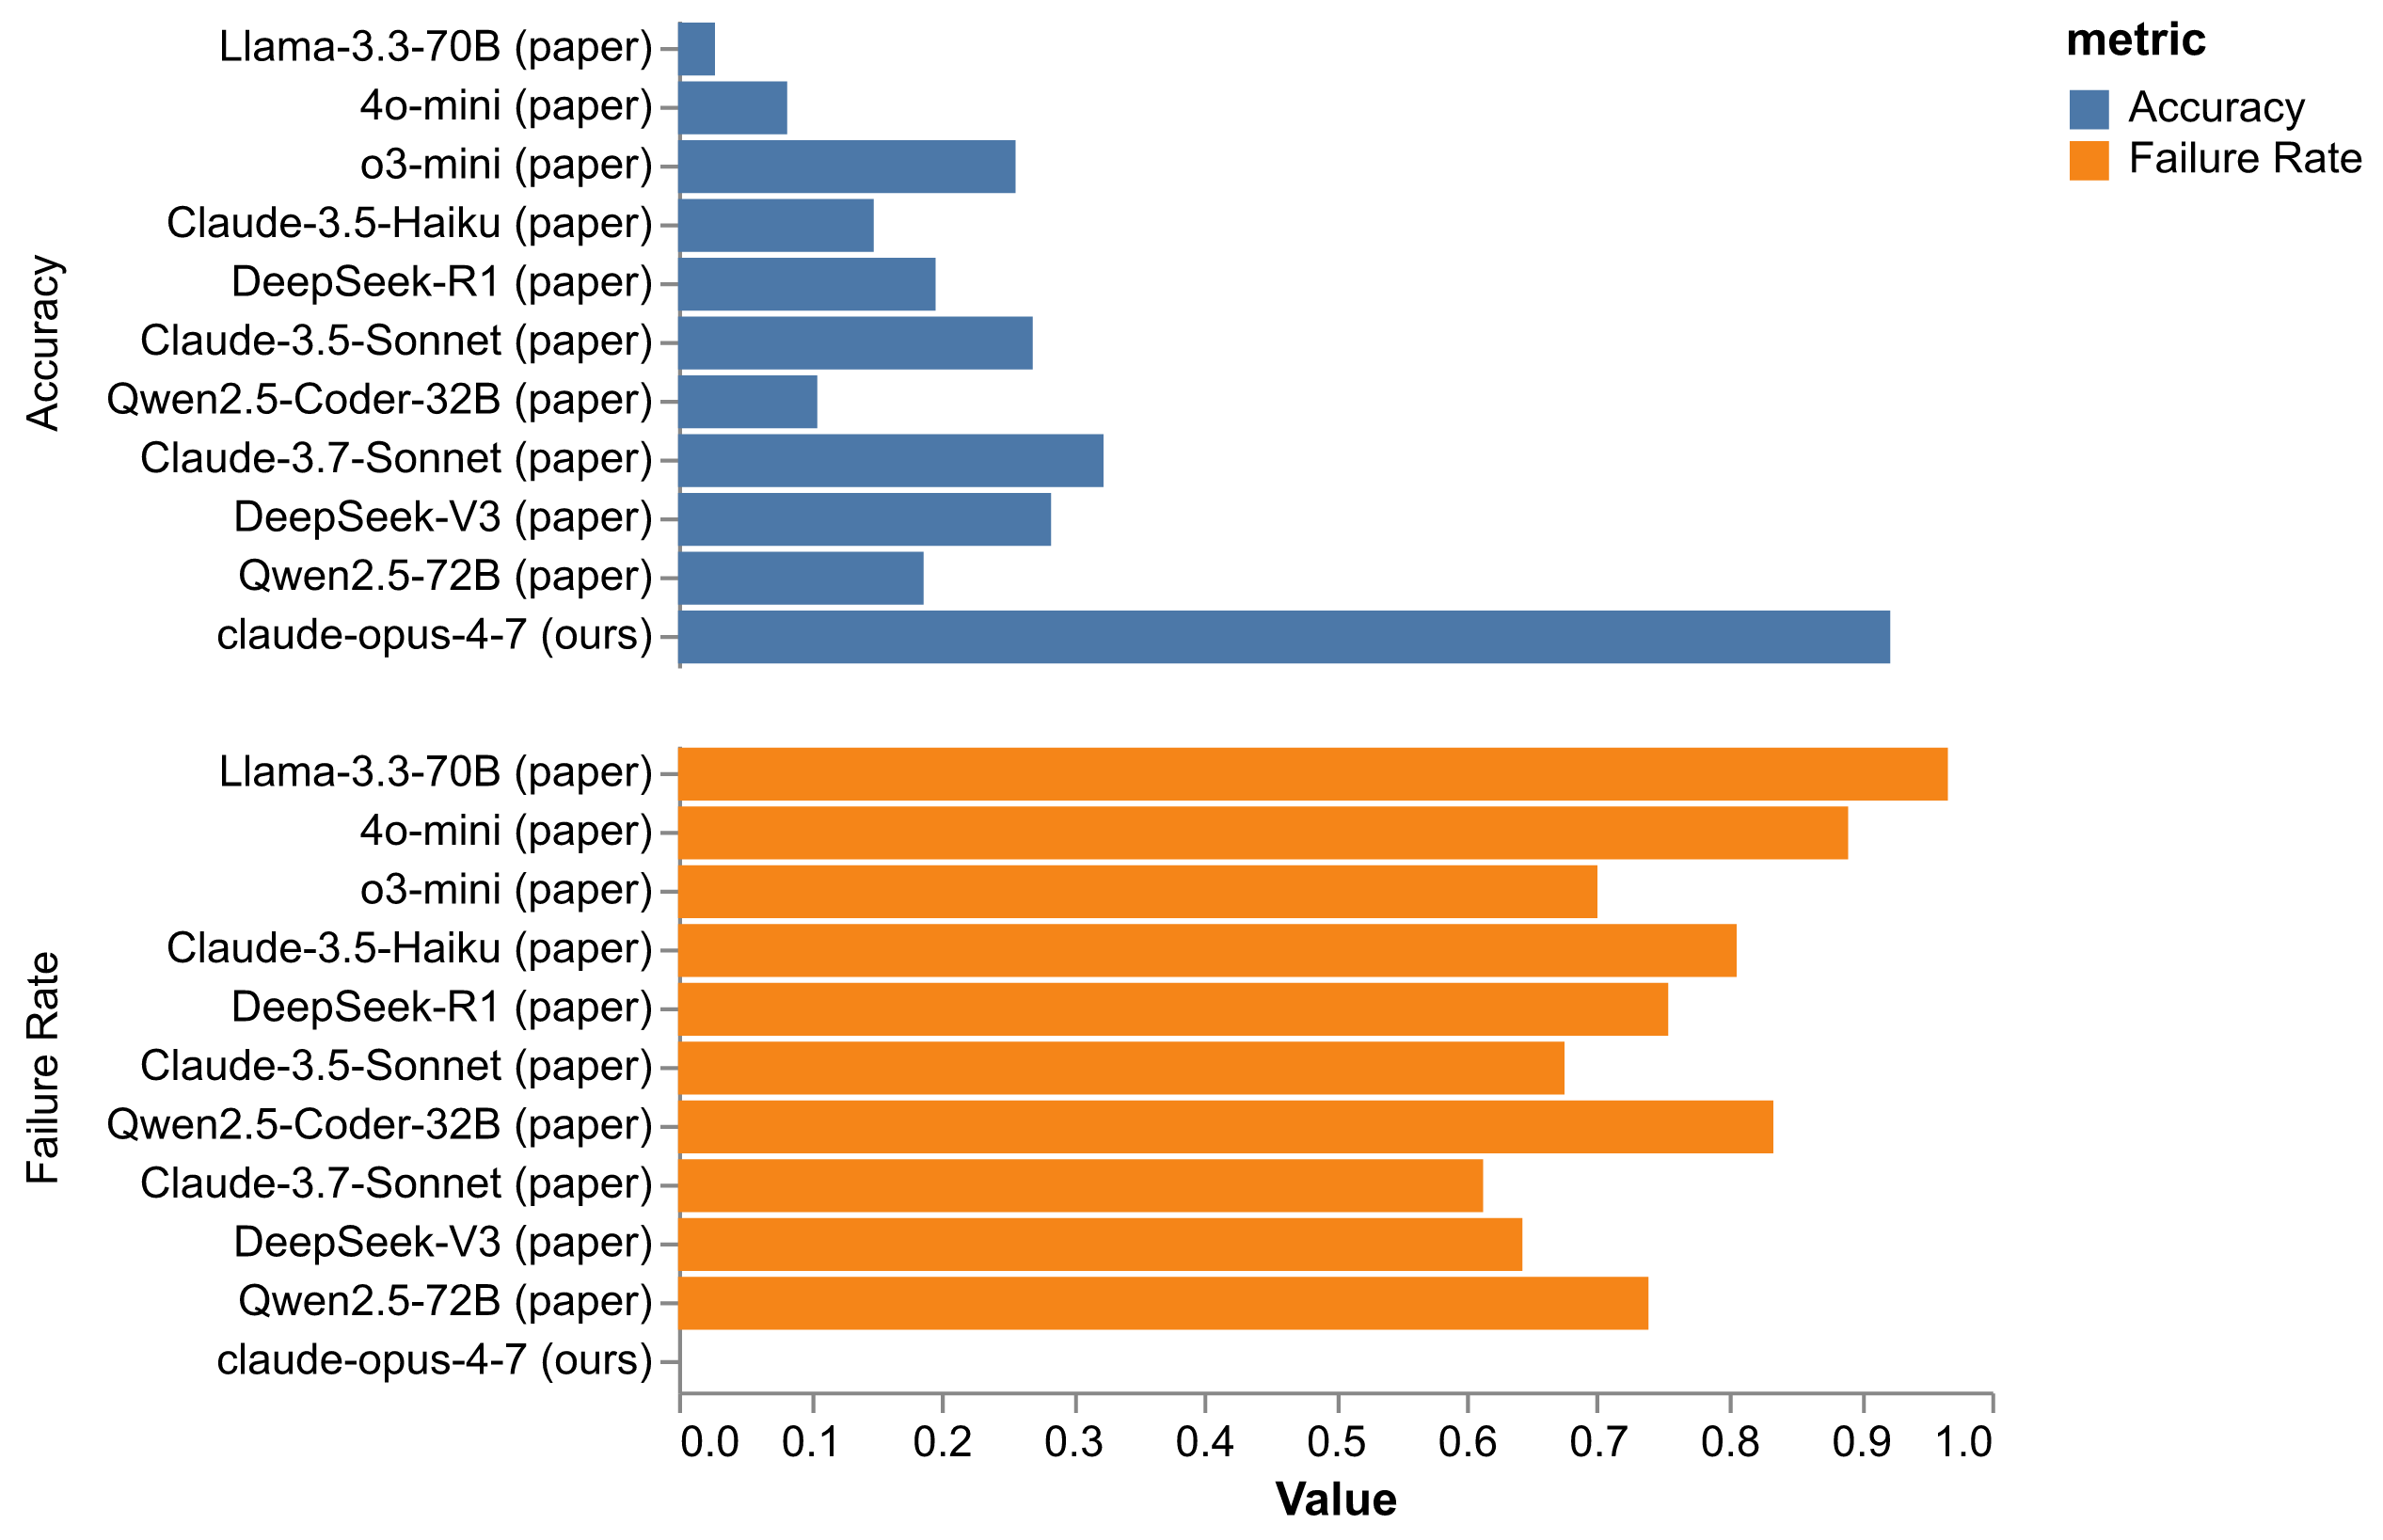 metric
Accuracy
Failure Rate
Accuracy
Llama-3.3-70B (paper)
4o-mini (paper)
o3-mini (paper)
Claude-3.5-Haiku (paper)
DeepSeek-R1 (paper)
Claude-3.5-Sonnet (paper)
Qwen2.5-Coder-32B (paper)
Claude-3.7-Sonnet (paper)
DeepSeek-V3 (paper)
Qwen2.5-72B (paper)
claude-opus-4-7 (ours)
Failure Rate
Llama-3.3-70B (paper)
4o-mini (paper)
o3-mini (paper)
Claude-3.5-Haiku (paper)
DeepSeek-R1 (paper)
Claude-3.5-Sonnet (paper)
Qwen2.5-Coder-32B (paper)
Claude-3.7-Sonnet (paper)
DeepSeek-V3 (paper)
Qwen2.5-72B (paper)
claude-opus-4-7 (ours)
0.0 0.1 0.2 0.3 0.4 0.5 0.6 0.7 0.8 0.9 1.0
Value